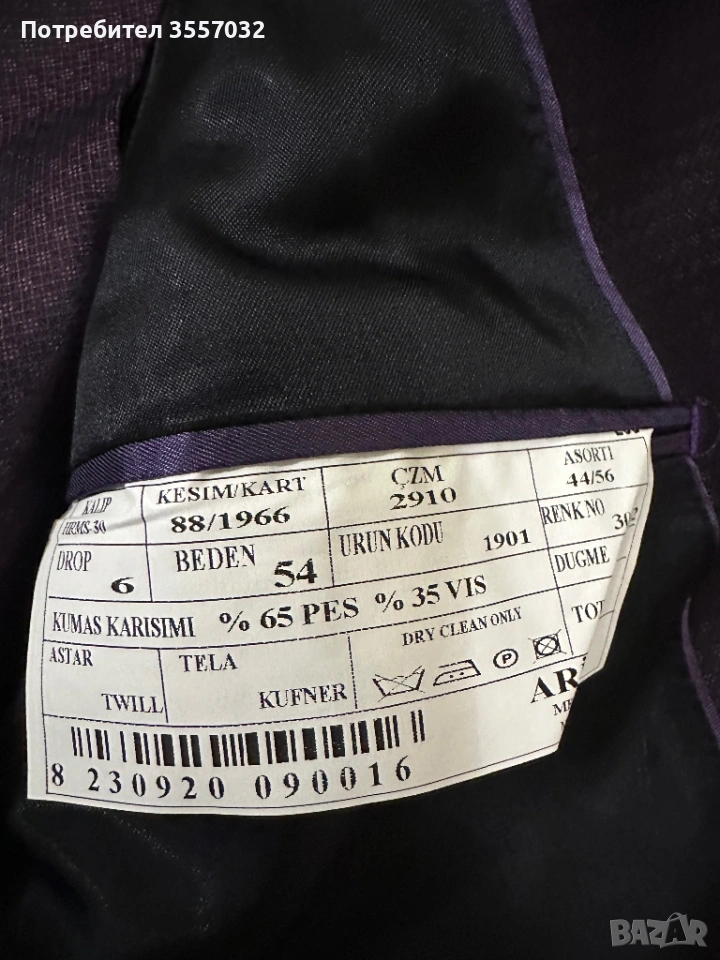 Потребител 3557032
KALIP
HRMS-30
KESIM/KART
88/1966
ÇZM
2910
ASORTI
44/56
DROP
6
BEDEN
54
URUN KODU
1901
RENK NO
302
KUMAS KARISIMI % 65 PES % 35 VIS
DUGME
ASTAR
TWILL
TELA
KUFNER
DRY CLEAN ONLY
P
8 230920 090016
BAZAR